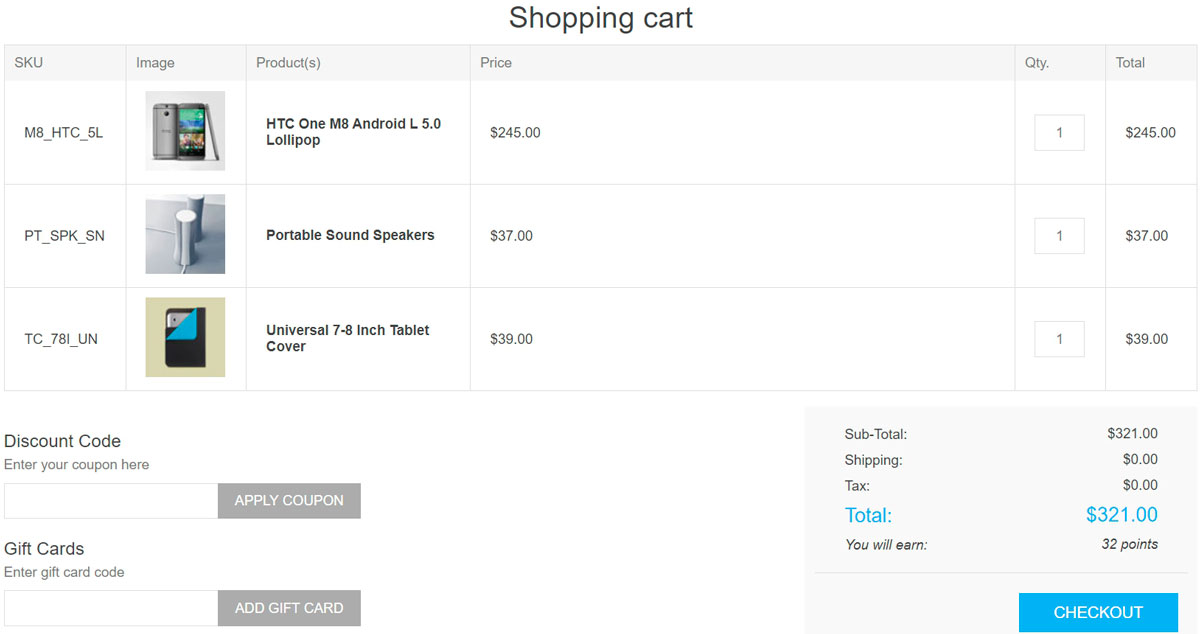 Shopping cart
SKU Image Product(s) Price Qty. Total
M8_HTC_5L HTC One M8 Android L 5.0 $245.00 1 $245.00
Lollipop
PT_SPK_SN Portable Sound Speakers $37.00 1 $37.00
TC_78I_UN Universal 7-8 Inch Tablet $39.00 1 $39.00
Cover
Discount Code
Enter your coupon here
APPLY COUPON
Gift Cards
Enter gift card code
ADD GIFT CARD
Sub-Total: $321.00
Shipping: $0.00
Tax: $0.00
Total: $321.00
You will earn: 32 points
CHECKOUT